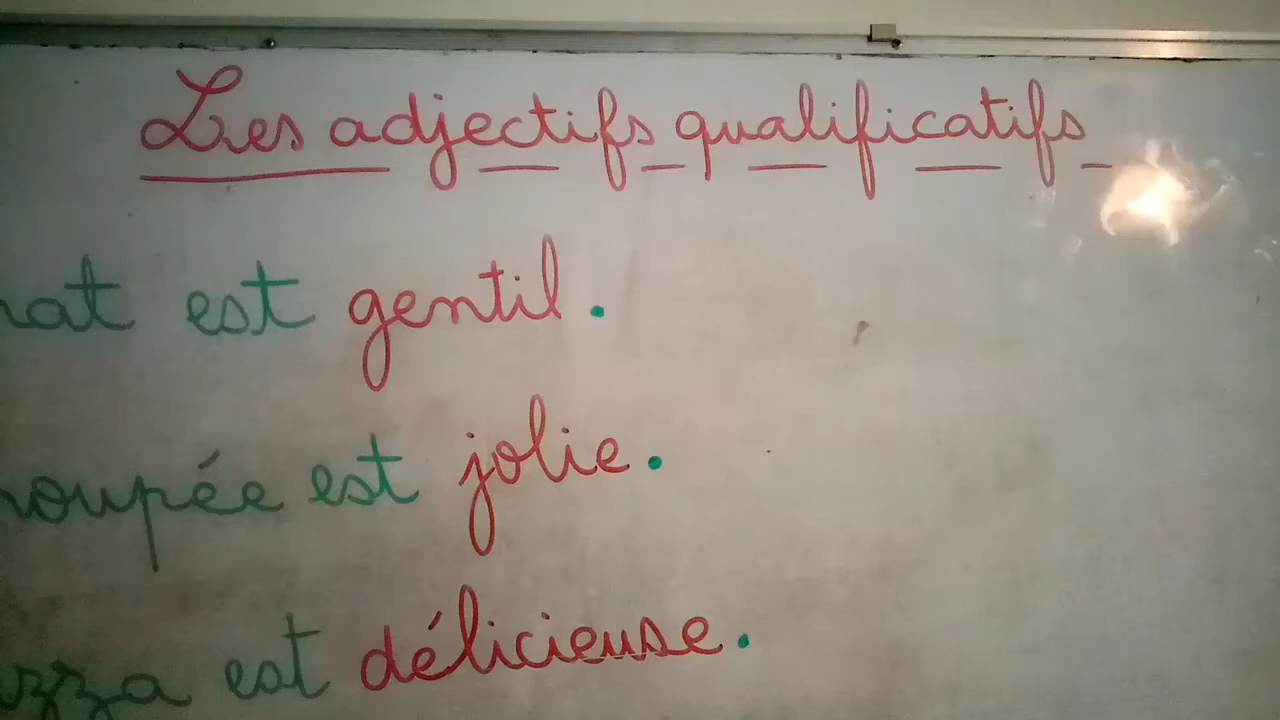 Les adjectifs qualificatifs
est gentil.
est jolie.
est délicieuse.